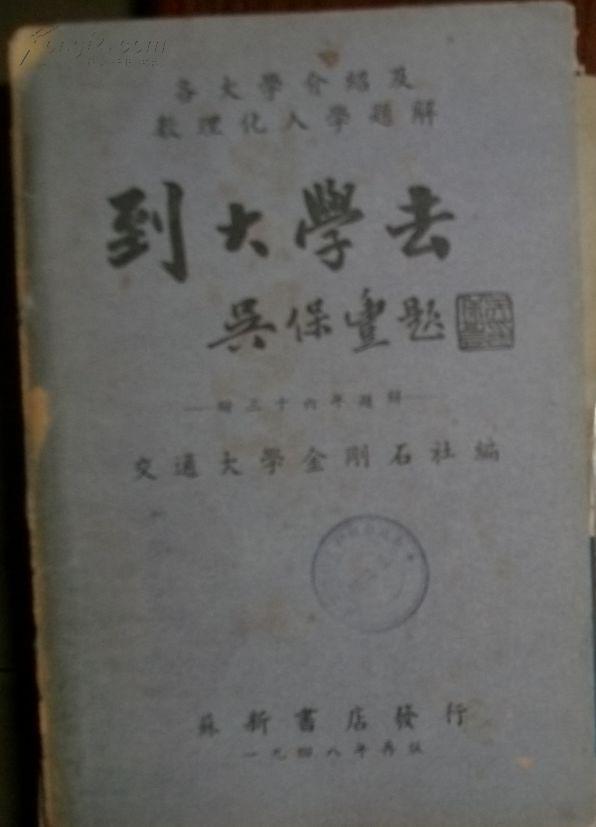 各大學介紹及
數理化入學題解
到大學去
吳保豐題
附三十六年題解
交通大學金剛石社編
蘇新書店發行
一九四八年再版